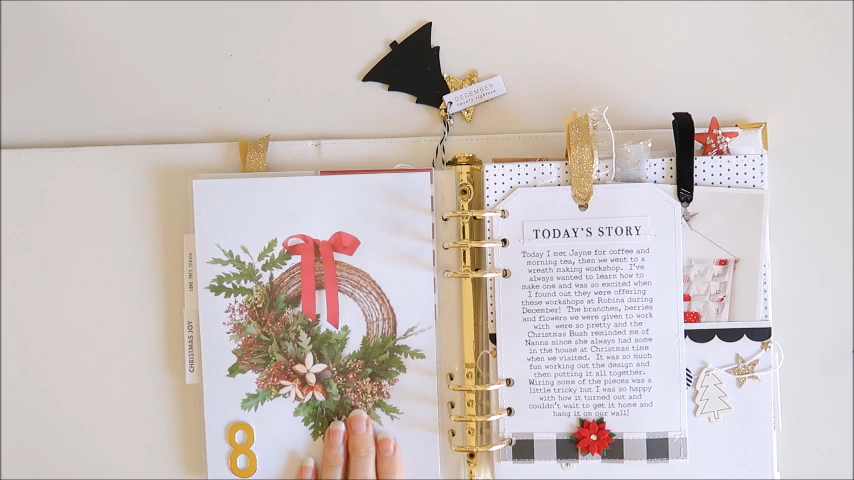 DECEMBER
twenty eighteen
CHRISTMAS JOY
8
TODAY'S STORY
Today I met Jayne for coffee and
morning tea, then we went to a
wreath making workshop. I've
always wanted to learn how to
make one and was so excited when
I found out they were offering
these workshops at Robina during
December! The branches, berries
and flowers we were given to work
with were so pretty and the
Christmas Bush reminded me of
Nanna since she always had some
in the house at Christmas time
when we visited. It was so much
fun working out the design and
then putting it all together.
Wiring some of the pieces was a
little tricky but I was so happy
with how it turned out and
couldn't wait to get it home and
hang it on our wall!